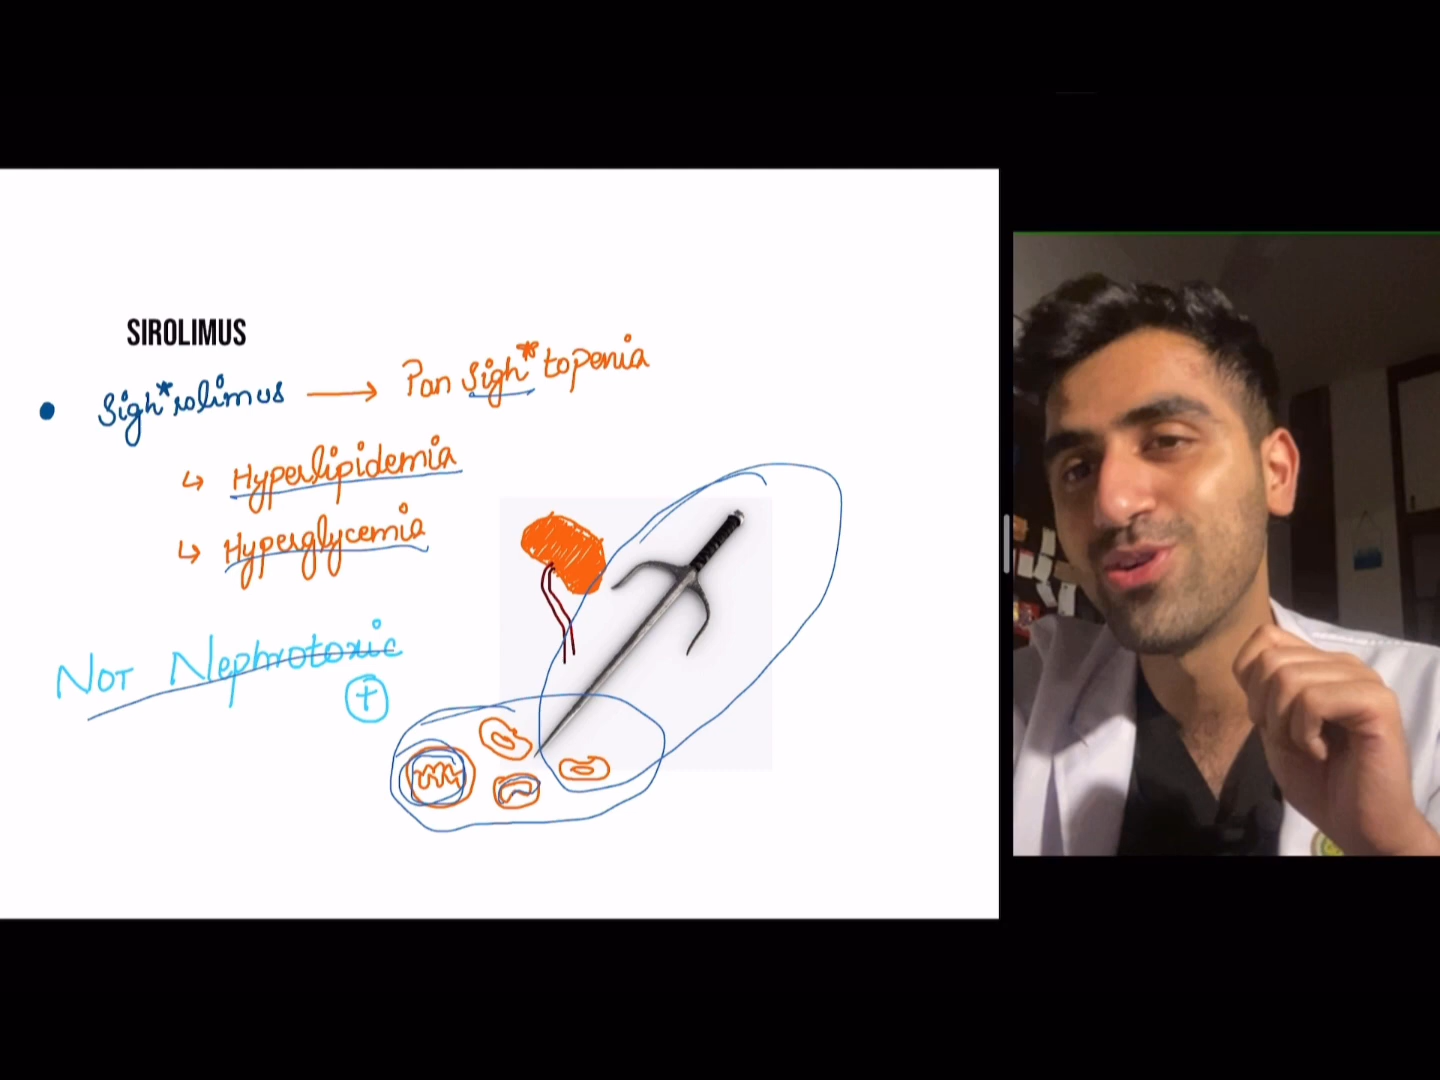 SIROLIMUS
• Sigh*rolimus → Pan Sigh*topenia
↳ Hyperlipidemia
↳ Hyperglycemia
NOT Nephrotoxic
+